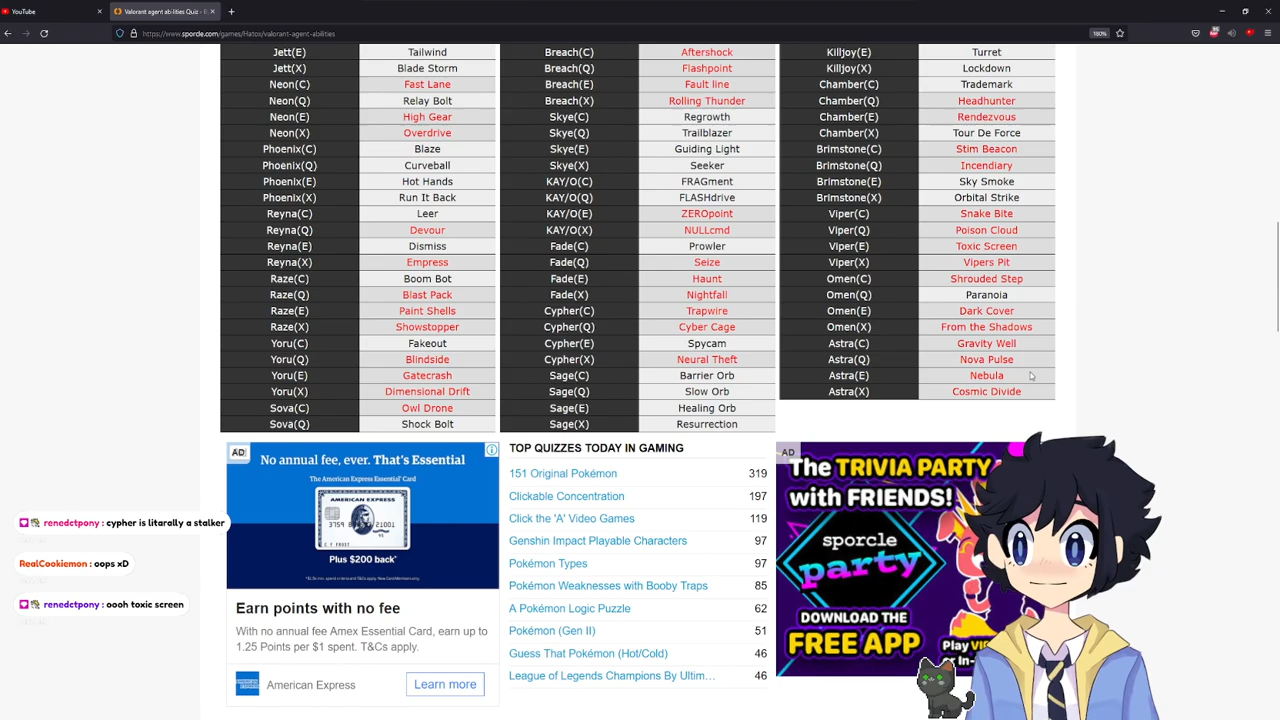 YouTube
Valorant agent abilities Quiz - B
https://www.sporcle.com/games/Hatox/valorant-agent-abilities
180%
Jett(E) Tailwind
Jett(X) Blade Storm
Neon(C) Fast Lane
Neon(Q) Relay Bolt
Neon(E) High Gear
Neon(X) Overdrive
Phoenix(C) Blaze
Phoenix(Q) Curveball
Phoenix(E) Hot Hands
Phoenix(X) Run It Back
Reyna(C) Leer
Reyna(Q) Devour
Reyna(E) Dismiss
Reyna(X) Empress
Raze(C) Boom Bot
Raze(Q) Blast Pack
Raze(E) Paint Shells
Raze(X) Showstopper
Yoru(C) Fakeout
Yoru(Q) Blindside
Yoru(E) Gatecrash
Yoru(X) Dimensional Drift
Sova(C) Owl Drone
Sova(Q) Shock Bolt
Breach(C) Aftershock
Breach(Q) Flashpoint
Breach(E) Fault line
Breach(X) Rolling Thunder
Skye(C) Regrowth
Skye(Q) Trailblazer
Skye(E) Guiding Light
Skye(X) Seeker
KAY/O(C) FRAGment
KAY/O(Q) FLASHdrive
KAY/O(E) ZEROpoint
KAY/O(X) NULLcmd
Fade(C) Prowler
Fade(Q) Seize
Fade(E) Haunt
Fade(X) Nightfall
Cypher(C) Trapwire
Cypher(Q) Cyber Cage
Cypher(E) Spycam
Cypher(X) Neural Theft
Sage(C) Barrier Orb
Sage(Q) Slow Orb
Sage(E) Healing Orb
Sage(X) Resurrection
Killjoy(E) Turret
Killjoy(X) Lockdown
Chamber(C) Trademark
Chamber(Q) Headhunter
Chamber(E) Rendezvous
Chamber(X) Tour De Force
Brimstone(C) Stim Beacon
Brimstone(Q) Incendiary
Brimstone(E) Sky Smoke
Brimstone(X) Orbital Strike
Viper(C) Snake Bite
Viper(Q) Poison Cloud
Viper(E) Toxic Screen
Viper(X) Vipers Pit
Omen(C) Shrouded Step
Omen(Q) Paranoia
Omen(E) Dark Cover
Omen(X) From the Shadows
Astra(C) Gravity Well
Astra(Q) Nova Pulse
Astra(E) Nebula
Astra(X) Cosmic Divide
renedctpony : cypher is litarally a stalker
RealCookiemon : oops xD
renedctpony : oooh toxic screen
AD
No annual fee, ever. That's Essential
The American Express Essential Card
AMERICAN EXPRESS
C F FROST
Plus $200 back*
Earn points with no fee
With no annual fee Amex Essential Card, earn up to
1.25 Points per $1 spent. T&Cs apply.
American Express
Learn more
TOP QUIZZES TODAY IN GAMING
151 Original Pokémon 319
Clickable Concentration 157
Click the 'A' Video Games 119
Genshin Impact Playable Characters 97
Pokémon Types 97
Pokémon Weaknesses with Booby Traps 85
A Pokémon Logic Puzzle 62
Pokémon (Gen II) 51
Guess That Pokémon (Hot/Cold) 46
League of Legends Champions By Ultim… 46
AD
The TRIVIA PARTY
with FRIENDS!
sporcle
party
DOWNLOAD THE
FREE APP